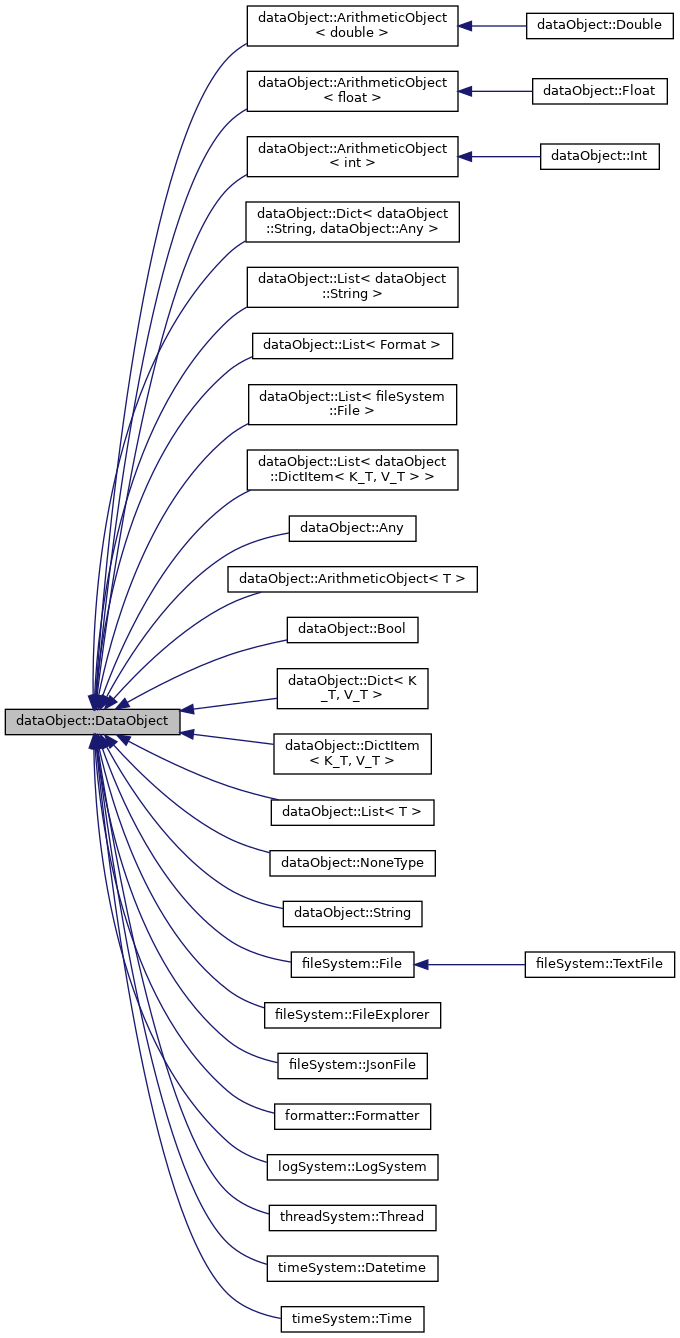 dataObject::ArithmeticObject
< double >
dataObject::Double
dataObject::ArithmeticObject
< float >
dataObject::Float
dataObject::ArithmeticObject
< int >
dataObject::Int
dataObject::Dict< dataObject
::String, dataObject::Any >
dataObject::List< dataObject
::String >
dataObject::List< Format >
dataObject::List< fileSystem
::File >
dataObject::List< dataObject
::DictItem< K_T, V_T > >
dataObject::Any
dataObject::ArithmeticObject< T >
dataObject::Bool
dataObject::Dict< K
_T, V_T >
dataObject::DataObject
dataObject::DictItem
< K_T, V_T >
dataObject::List< T >
dataObject::NoneType
dataObject::String
fileSystem::File
fileSystem::TextFile
fileSystem::FileExplorer
fileSystem::JsonFile
formatter::Formatter
logSystem::LogSystem
threadSystem::Thread
timeSystem::Datetime
timeSystem::Time